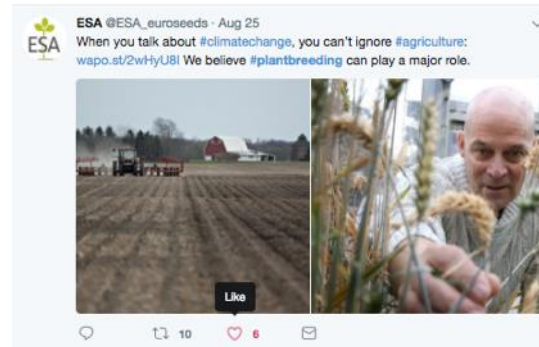 ESA @ESA_euroseeds · Aug 25
ESA
When you talk about #climatechange, you can't ignore #agriculture:
wapo.st/2wHyU8l We believe #plantbreeding can play a major role.
Like
10
6